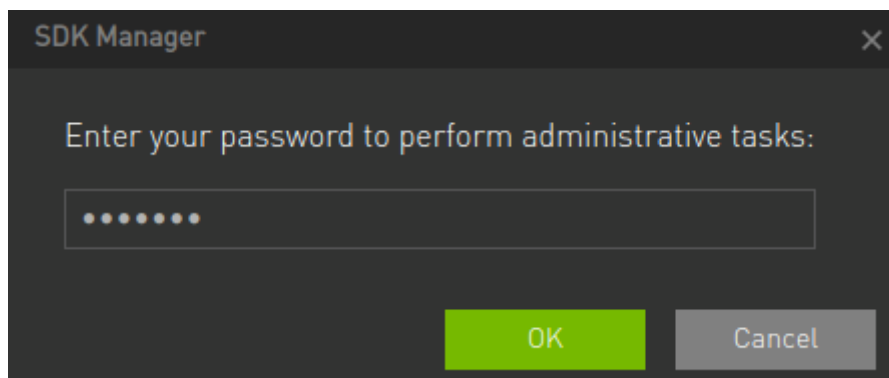 SDK Manager
Enter your password to perform administrative tasks:
•••••••
OK
Cancel